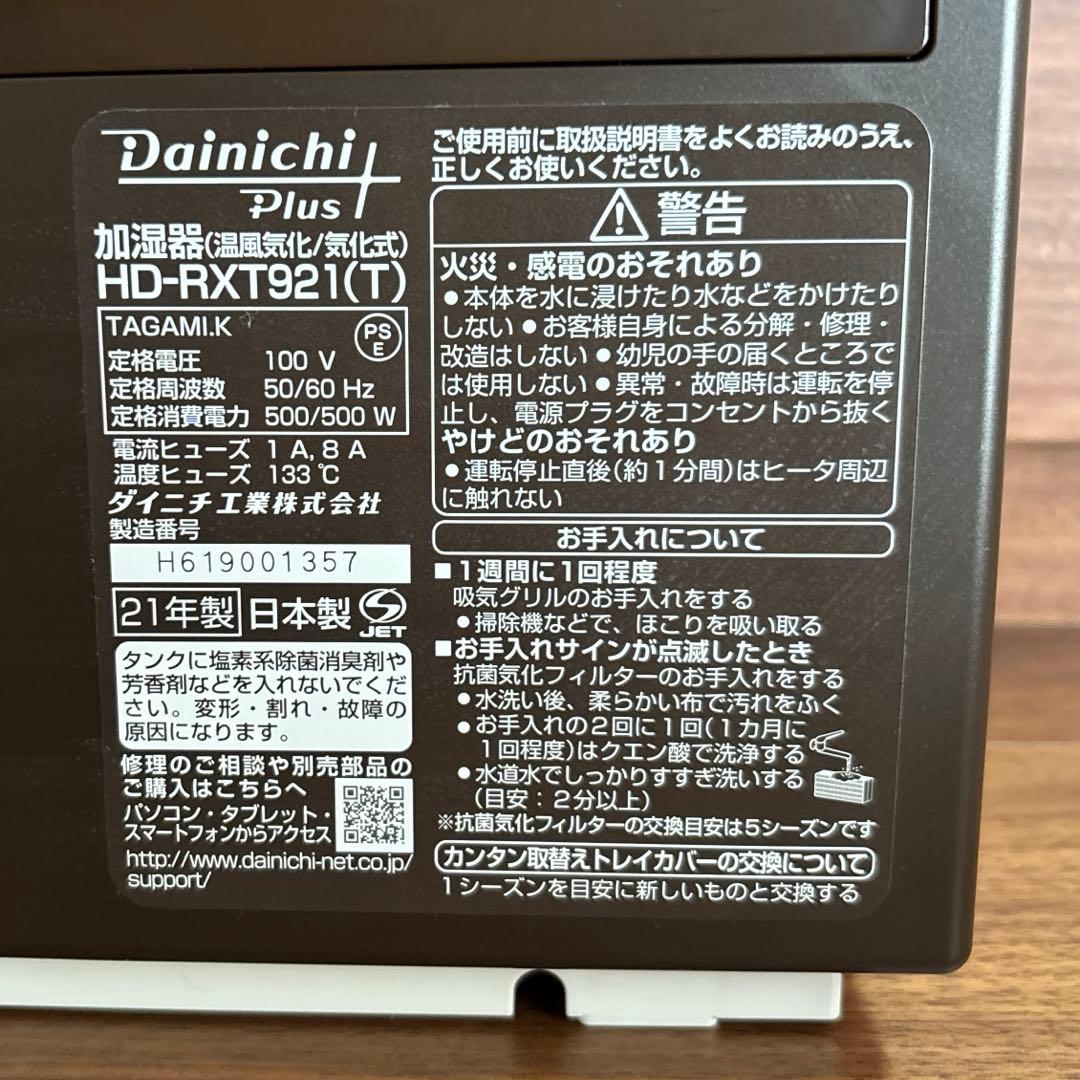 Dainichi
Plus
加湿器(温風気化/気化式)
HD-RXT921(T)
TAGAMI.K
PS
E
定格電圧 100 V
定格周波数 50/60 Hz
定格消費電力 500/500 W
電流ヒューズ 1 A, 8 A
温度ヒューズ 133 ℃
ダイニチ工業株式会社
製造番号
H619001357
21年製 日本製 JET
タンクに塩素系除菌消臭剤や
芳香剤などを入れないでくだ
さい。変形・割れ・故障の
原因になります。
修理のご相談や別売部品の
ご購入はこちらへ
パソコン・タブレット・
スマートフォンからアクセス
http://www.dainichi-net.co.jp/
support/
ご使用前に取扱説明書をよくお読みのうえ、
正しくお使いください。
警告
火災・感電のおそれあり
●本体を水に浸けたり水などをかけたり
しない●お客様自身による分解・修理・
改造はしない●幼児の手の届くところで
は使用しない●異常・故障時は運転を停
止し、電源プラグをコンセントから抜く
やけどのおそれあり
●運転停止直後(約1分間)はヒータ周辺
に触れない
お手入れについて
■1週間に1回程度
吸気グリルのお手入れをする
●掃除機などで、ほこりを吸い取る
■お手入れサインが点滅したとき
抗菌気化フィルターのお手入れをする
●水洗い後、柔らかい布で汚れをふく
●お手入れの2回に1回(1カ月に
1回程度)はクエン酸で洗浄する
●水道水でしっかりすすぎ洗いする
(目安：2分以上)
※抗菌気化フィルターの交換目安は5シーズンです
カンタン取替えトレイカバーの交換について
1シーズンを目安に新しいものと交換する